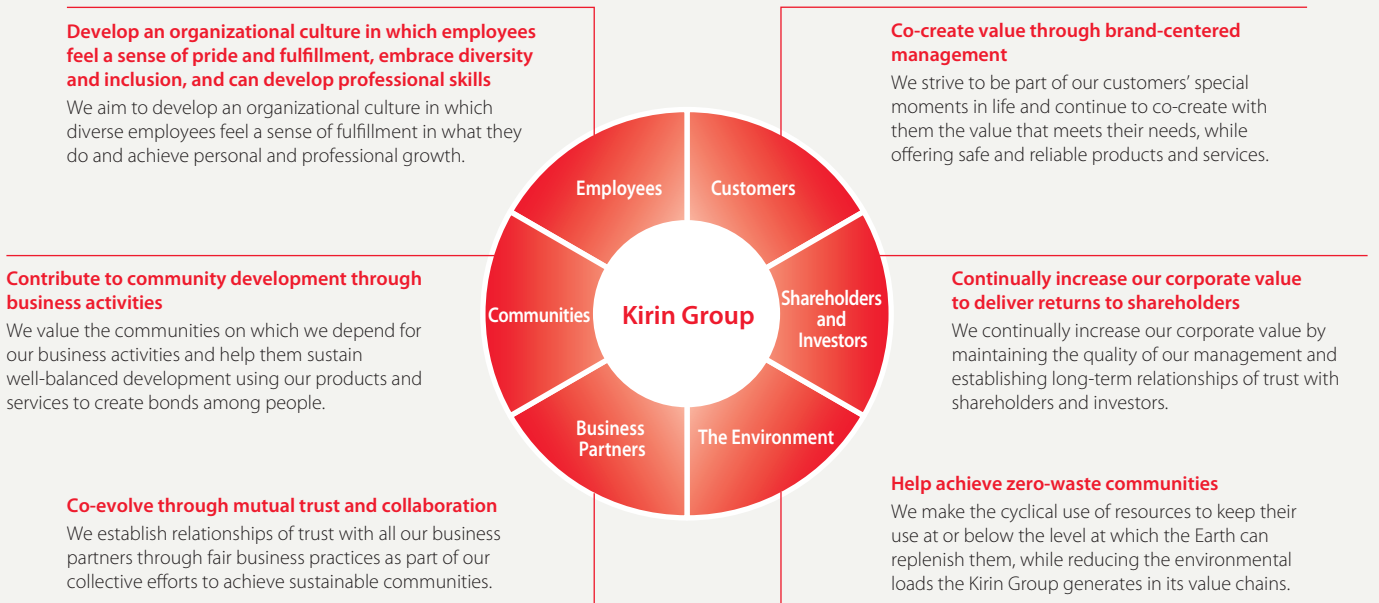 Develop an organizational culture in which employees
feel a sense of pride and fulfillment, embrace diversity
and inclusion, and can develop professional skills
We aim to develop an organizational culture in which
diverse employees feel a sense of fulfillment in what they
do and achieve personal and professional growth.
Co-create value through brand-centered
management
We strive to be part of our customers’ special
moments in life and continue to co-create with
them the value that meets their needs, while
offering safe and reliable products and services.
Employees
Customers
Contribute to community development through
business activities
We value the communities on which we depend for
our business activities and help them sustain
well-balanced development using our products and
services to create bonds among people.
Communities
Kirin Group
Shareholders
and
Investors
Continually increase our corporate value
to deliver returns to shareholders
We continually increase our corporate value by
maintaining the quality of our management and
establishing long-term relationships of trust with
shareholders and investors.
Business
Partners
The Environment
Co-evolve through mutual trust and collaboration
We establish relationships of trust with all our business
partners through fair business practices as part of our
collective efforts to achieve sustainable communities.
Help achieve zero-waste communities
We make the cyclical use of resources to keep their
use at or below the level at which the Earth can
replenish them, while reducing the environmental
loads the Kirin Group generates in its value chains.